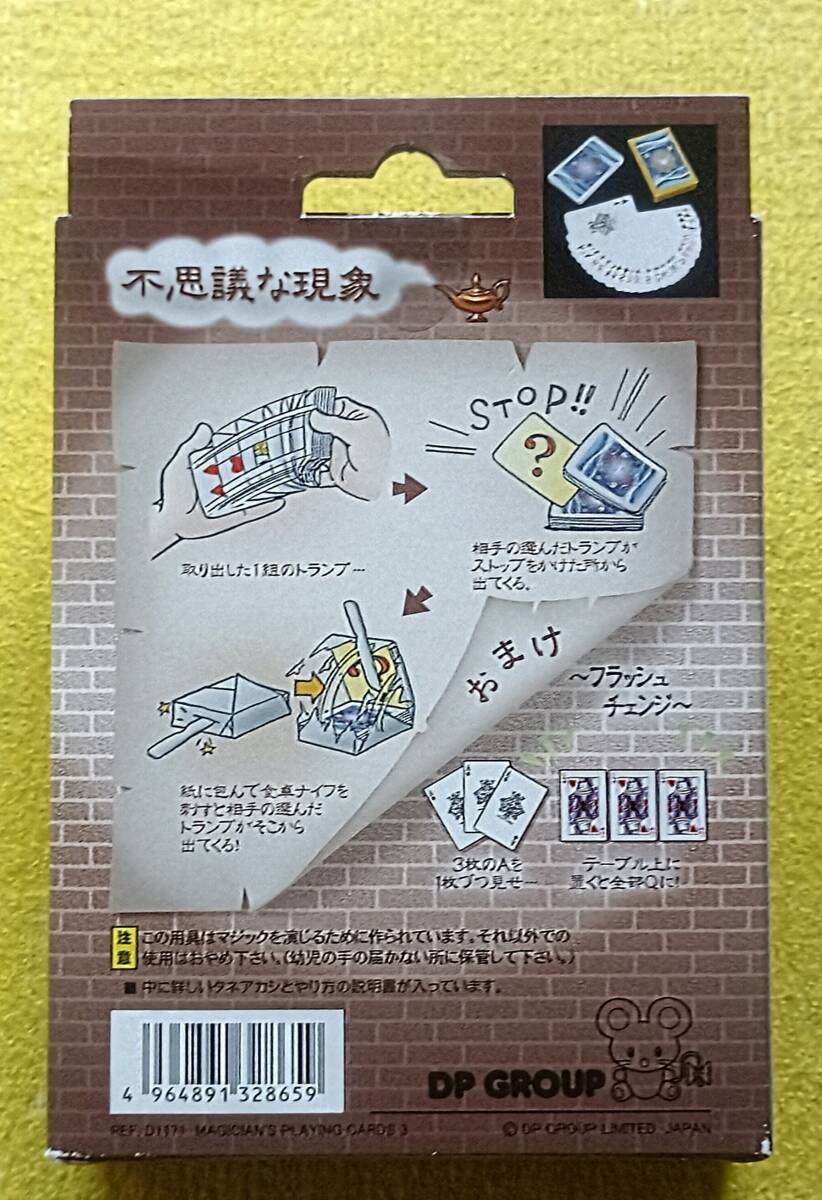 不思議な現象
STOP!!
?
取り出した1組のトランプ…
相手の選んだトランプが
ストップをかけた所から
出てくる。
紙に包んで食卓ナイフを
刺すと相手の選んだ
トランプがそこから
出てくる!
おまけ
~フラッシュ
チェンジ~
3枚のAを
1枚づつ見せ…
テーブル上に
置くと全部Qに!
注意 この用具はマジックを演じるために作られています。それ以外での
使用はおやめ下さい。(幼児の手の届かない所に保管して下さい。)
■ 中に詳しいタネアカシとやり方の説明書が入っています。
4 964891 328659
DP GROUP
REF. D1171 MAGICIAN'S PLAYING CARDS 3
© DP GROUP LIMITED JAPAN